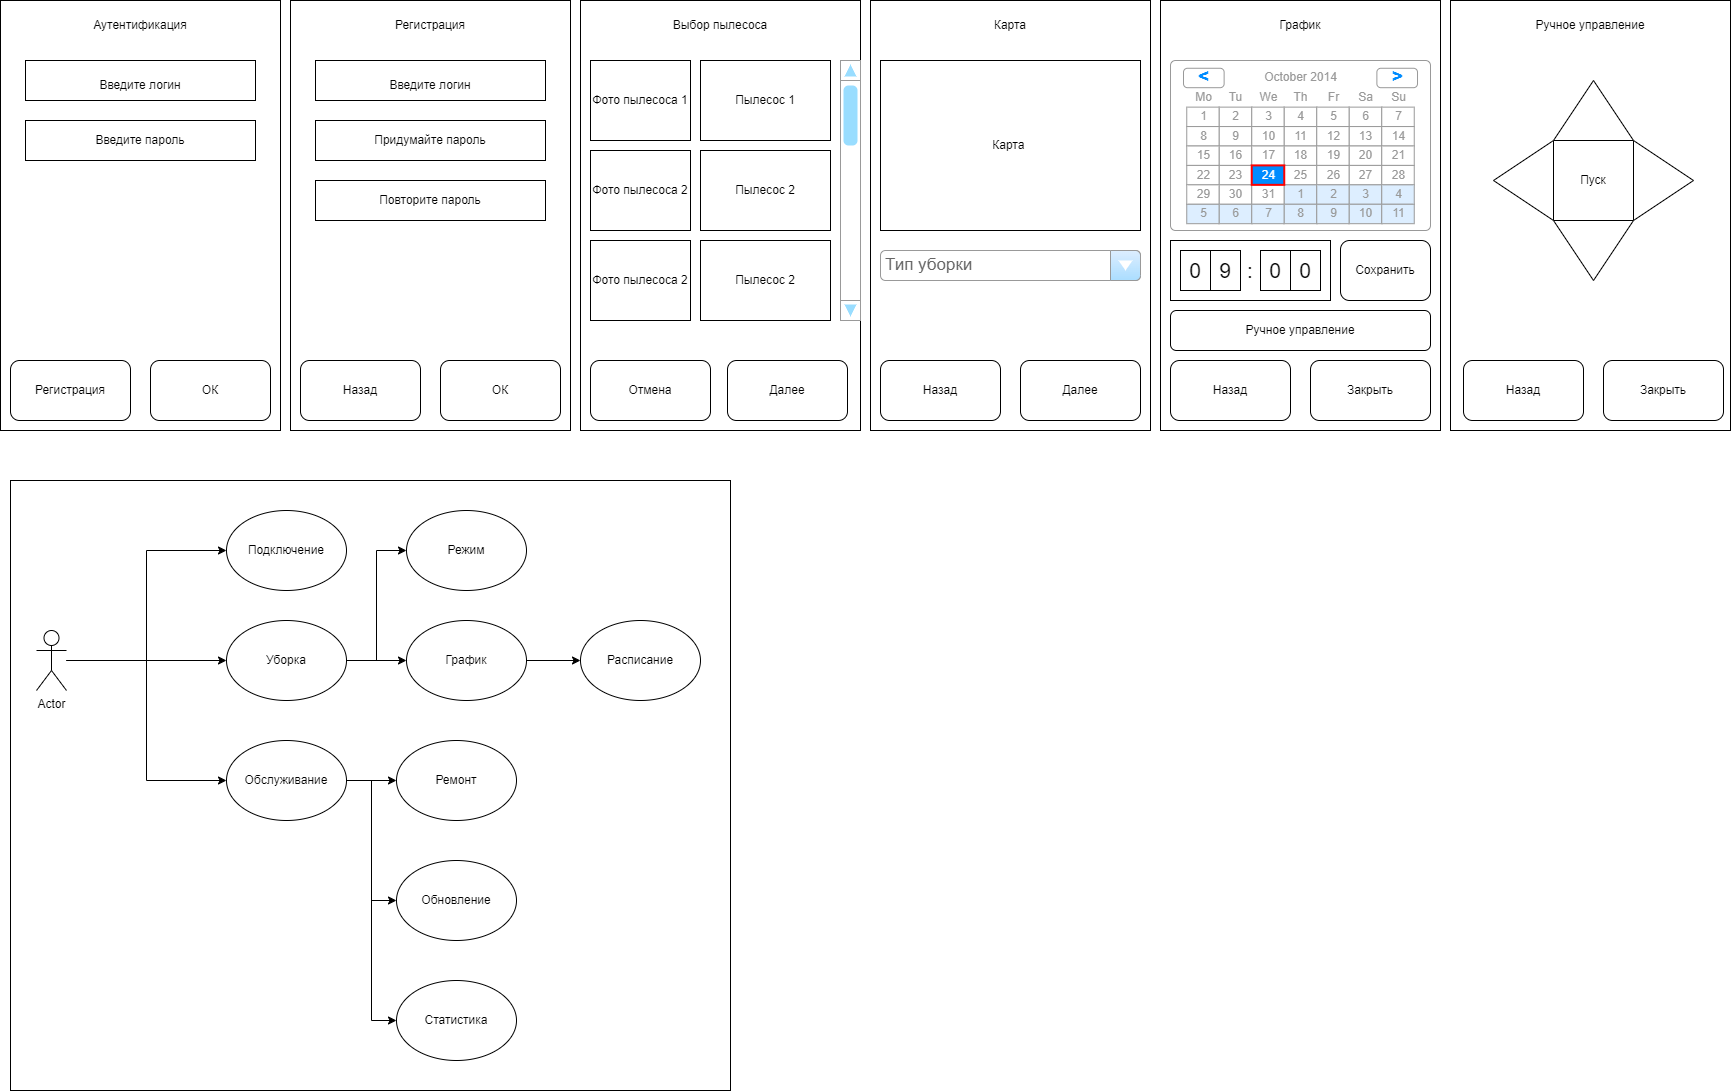 Аутентификация
Введите логин
Введите пароль
Регистрация
ОК
Регистрация
Введите логин
Придумайте пароль
Повторите пароль
Назад
ОК
Выбор пылесоса
Фото пылесоса 1
Пылесос 1
Фото пылесоса 2
Пылесос 2
Фото пылесоса 2
Пылесос 2
Отмена
Далее
Карта
Карта
Тип уборки
Назад
Далее
График
< October 2014 >
Mo Tu We Th Fr Sa Su
1 2 3 4 5 6 7
8 9 10 11 12 13 14
15 16 17 18 19 20 21
22 23 24 25 26 27 28
29 30 31 1 2 3 4
5 6 7 8 9 10 11
0 9 : 0 0
Сохранить
Ручное управление
Назад
Закрыть
Ручное управление
Пуск
Назад
Закрыть
Подключение
Режим
Уборка
График
Расписание
Actor
Обслуживание
Ремонт
Обновление
Статистика